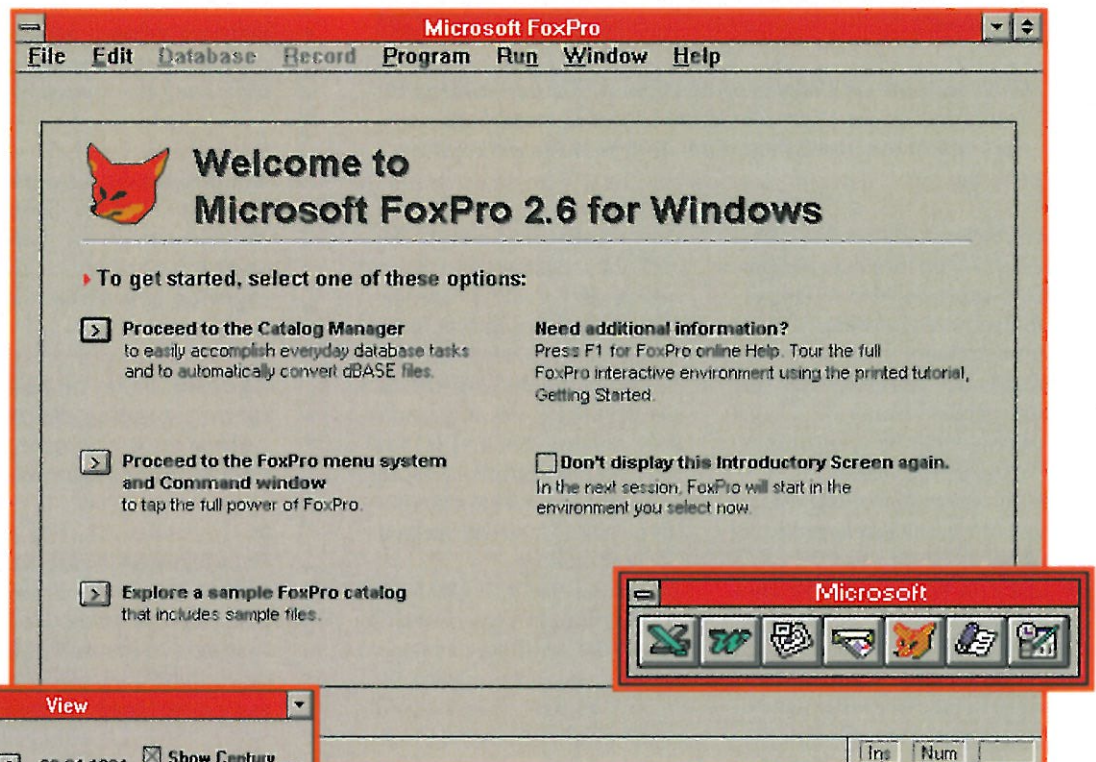 Microsoft FoxPro
File Edit Database Record Program Run Window Help
Welcome to
Microsoft FoxPro 2.6 for Windows
To get started, select one of these options:
Proceed to the Catalog Manager
to easily accomplish everyday database tasks
and to automatically convert dBASE files.
Need additional information?
Press F1 for FoxPro online Help. Tour the full
FoxPro interactive environment using the printed tutorial,
Getting Started.
Proceed to the FoxPro menu system
and Command window
to tap the full power of FoxPro.
Don't display this Introductory Screen again.
In the next session, FoxPro will start in the
environment you select now.
Explore a sample FoxPro catalog
that includes sample files.
Microsoft
View
Show Century
Ins Num